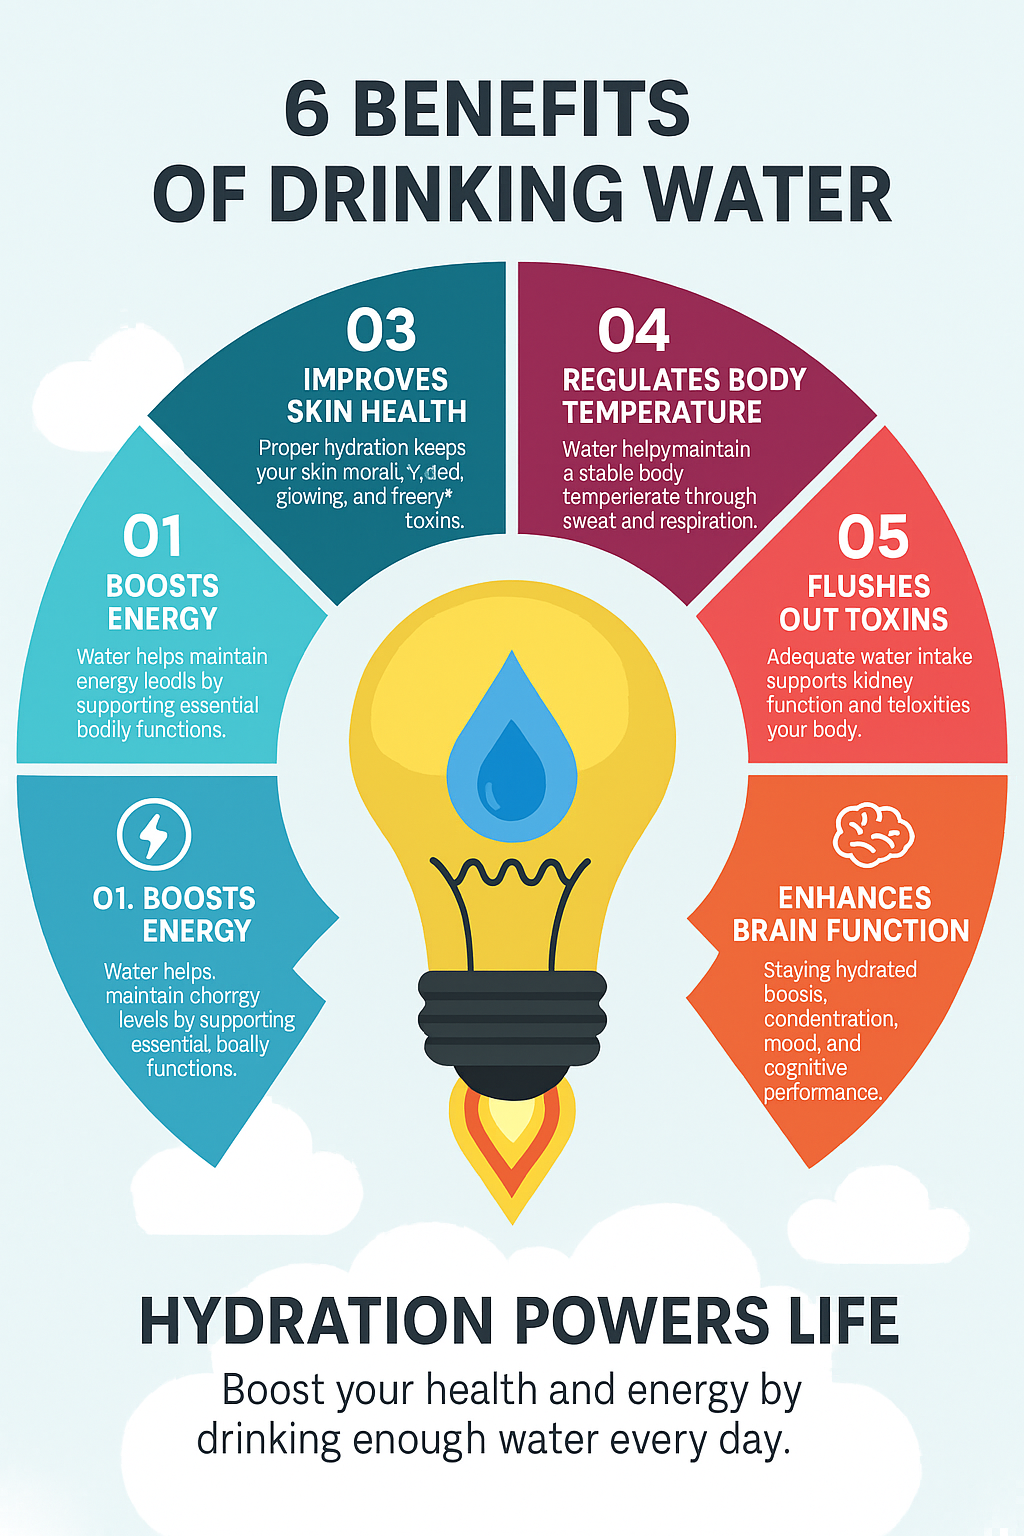 6 BENEFITS
OF DRINKING WATER
03
IMPROVES
SKIN HEALTH
Proper hydration keeps
your skin morali,
giowing, and freery*
toxins.
04
REGULATES BODY
TEMPERATURE
Water helpymaintain
a stable body
temperierate through
sweat and respiration.
01
BOOSTS
ENERGY
Water helps maintain
energy leodls by
supporting essential
bodily functions.
05
FLUSHES
OUT TOXINS
Adequate water intake
supports kidney
function and teloxities
your body.
01. BOOSTS
ENERGY
Water helps.
maintain chorrgy
levels by supporting
essential, boally
functions.
ENHANCES
BRAIN FUNCTION
Staying hydrated
boosis,
condentration,
mood, and
cognitive
performance.
HYDRATION POWERS LIFE
Boost your health and energy by
drinking enough water every day.